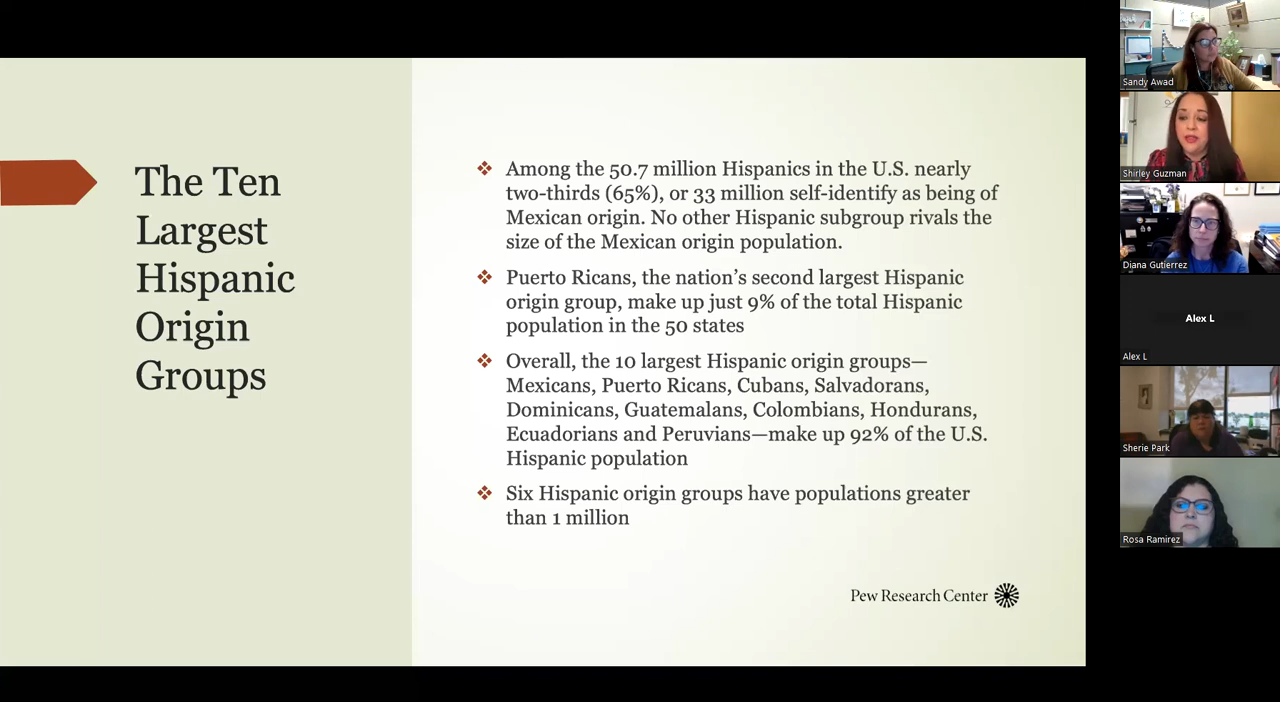 The Ten
Largest
Hispanic
Origin
Groups
Among the 50.7 million Hispanics in the U.S. nearly
two-thirds (65%), or 33 million self-identify as being of
Mexican origin. No other Hispanic subgroup rivals the
size of the Mexican origin population.
Puerto Ricans, the nation’s second largest Hispanic
origin group, make up just 9% of the total Hispanic
population in the 50 states
Overall, the 10 largest Hispanic origin groups—
Mexicans, Puerto Ricans, Cubans, Salvadorans,
Dominicans, Guatemalans, Colombians, Hondurans,
Ecuadorians and Peruvians—make up 92% of the U.S.
Hispanic population
Six Hispanic origin groups have populations greater
than 1 million
Pew Research Center
Sandy Awad
Shirley Guzman
Diana Gutierrez
Alex L
Alex L
Sherie Park
Rosa Ramirez